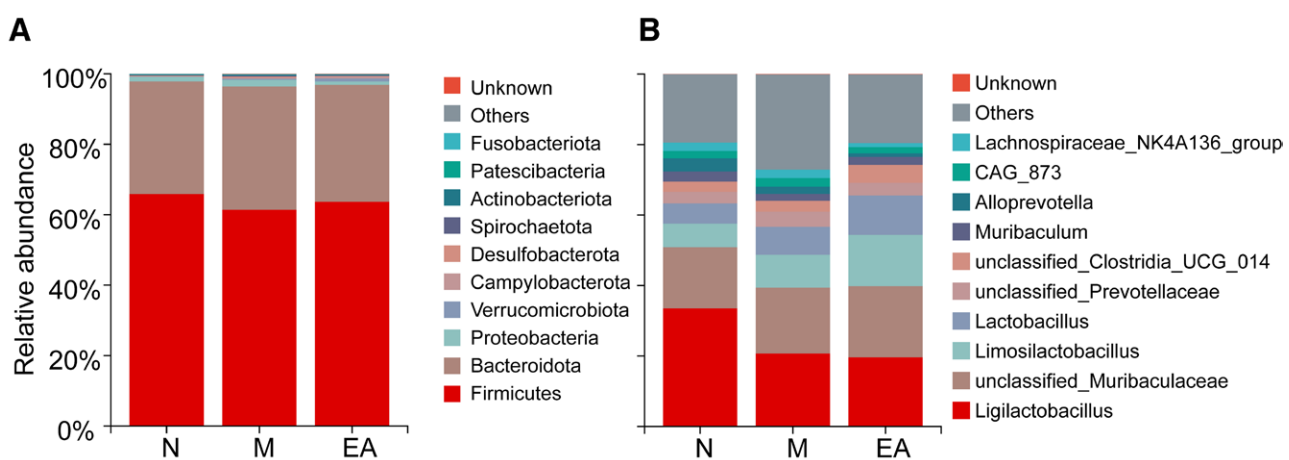 A
Relative abundance
100%
80%
60%
40%
20%
0%
N M EA
Unknown
Others
Fusobacteriota
Patescibacteria
Actinobacteriota
Spirochaetota
Desulfobacterota
Campylobacterota
Verrucomicrobiota
Proteobacteria
Bacteroidota
Firmicutes
B
N M EA
Unknown
Others
Lachnospiraceae_NK4A136_group
CAG_873
Alloprevotella
Muribaculum
unclassified_Clostridia_UCG_014
unclassified_Prevotellaceae
Lactobacillus
Limosilactobacillus
unclassified_Muribaculaceae
Ligilactobacillus